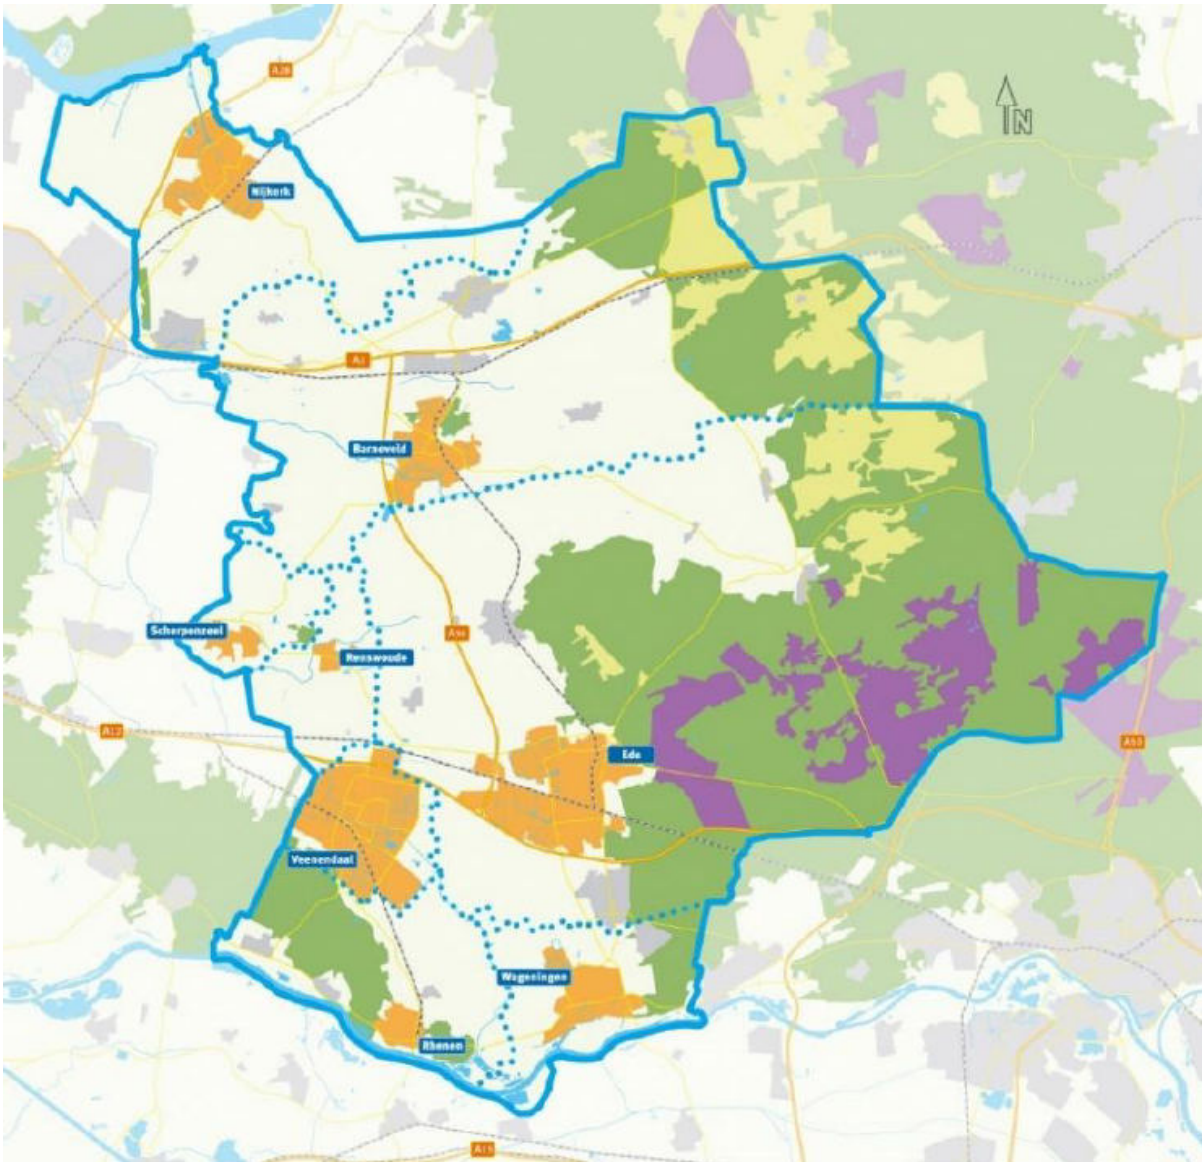 A28
N
Nijkerk
A1
Barneveld
Scherpenzeel
A30
Renswoude
A12
Ede
A50
Veenendaal
Wageningen
Rhenen
A15